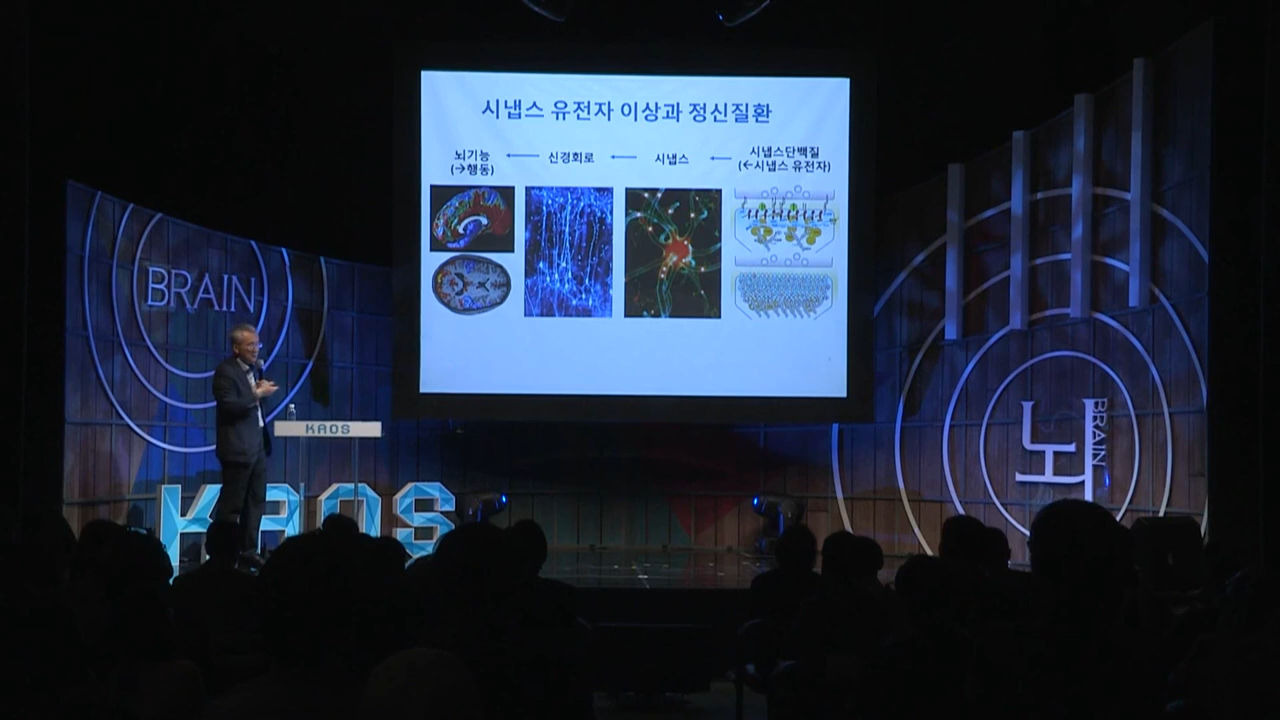 시냅스 유전자 이상과 정신질환
뇌기능
(→행동)
신경회로
시냅스
시냅스단백질
(←시냅스 유전자)
BRAIN
KAOS
KAOS
뇌
BRAIN